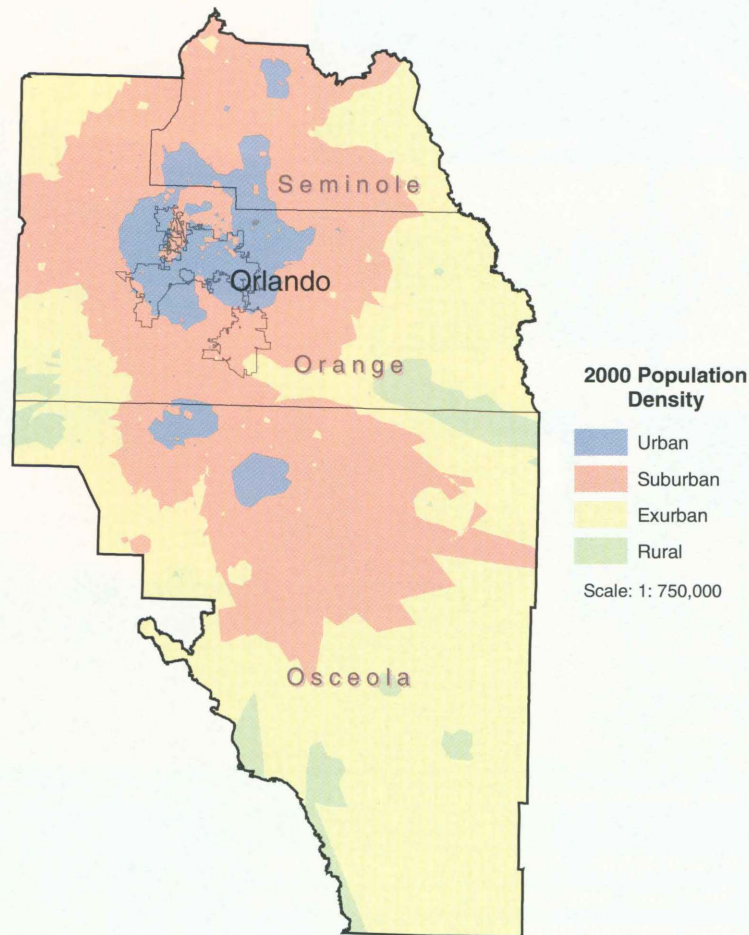 Seminole
Orlando
Orange
2000 Population
Density
Urban
Suburban
Exurban
Rural
Scale: 1: 750,000
Osceola